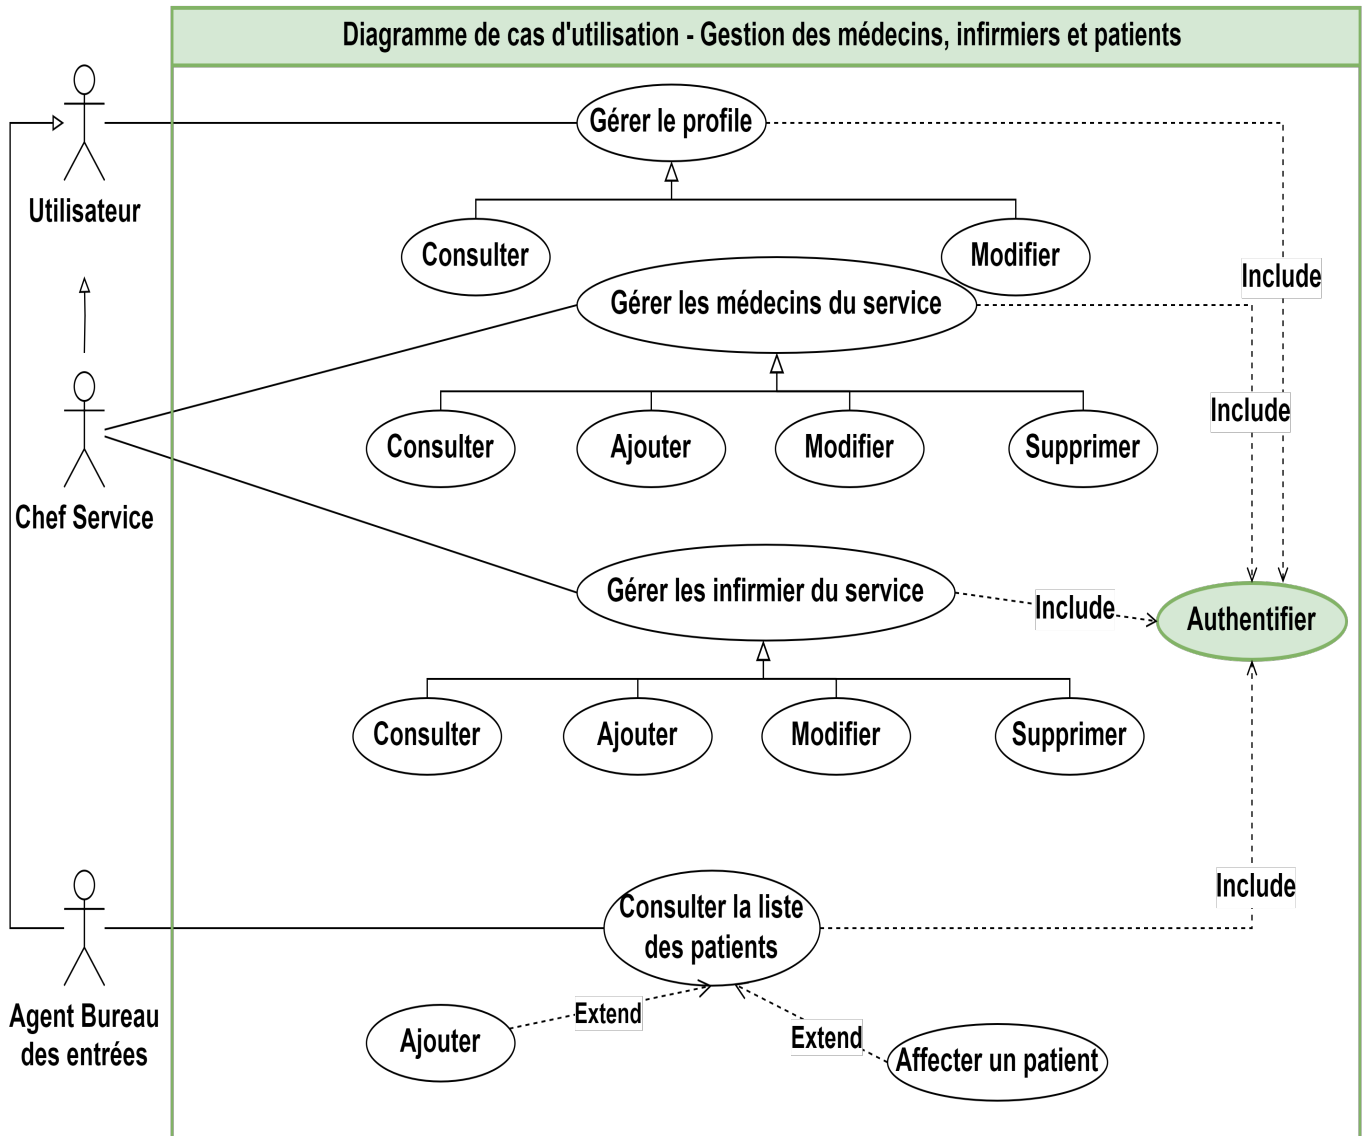 Diagramme de cas d'utilisation - Gestion des médecins, infirmiers et patients
Gérer le profile
Utilisateur
Consulter
Modifier
Include
Gérer les médecins du service
Include
Consulter
Ajouter
Modifier
Supprimer
Chef Service
Gérer les infirmier du service
Include
Authentifier
Consulter
Ajouter
Modifier
Supprimer
Include
Consulter la liste
des patients
Agent Bureau
des entrées
Extend
Ajouter
Extend
Affecter un patient